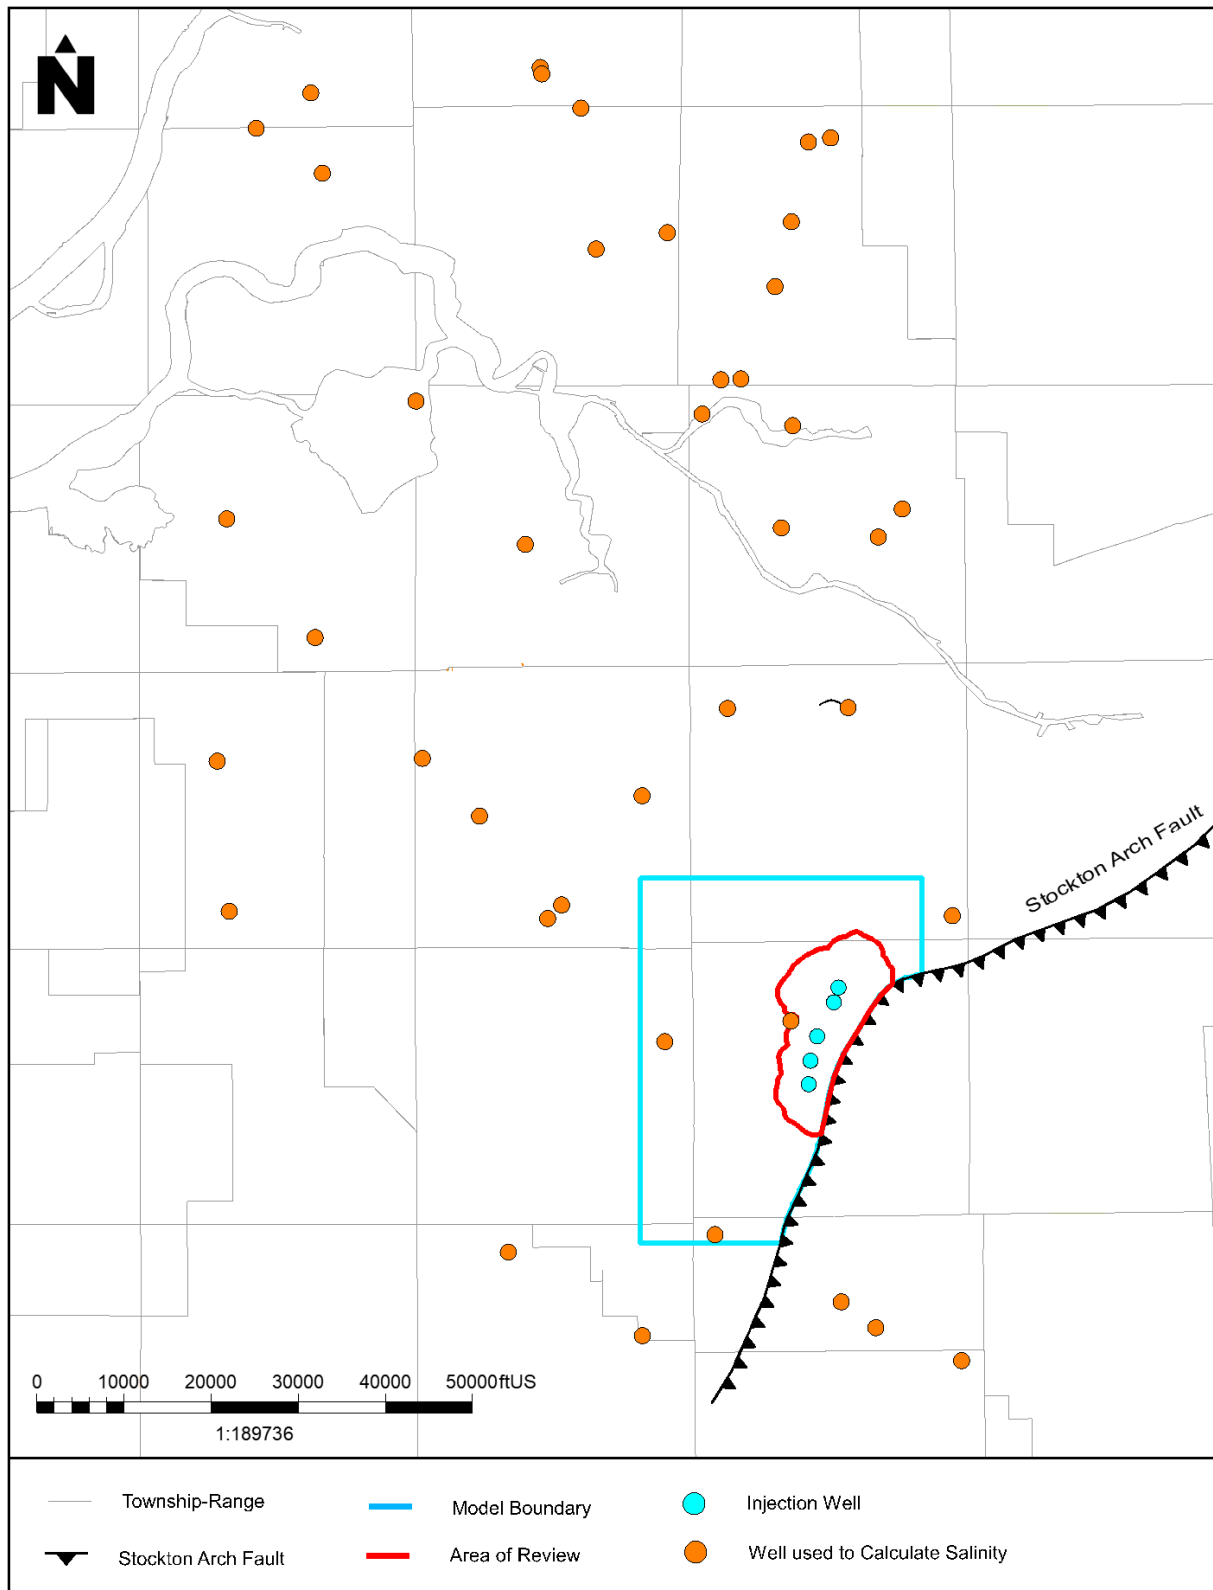 N
Stockton Arch Fault
0 10000 20000 30000 40000 50000ftUS
1:189736
Township-Range
Model Boundary
Injection Well
Stockton Arch Fault
Area of Review
Well used to Calculate Salinity